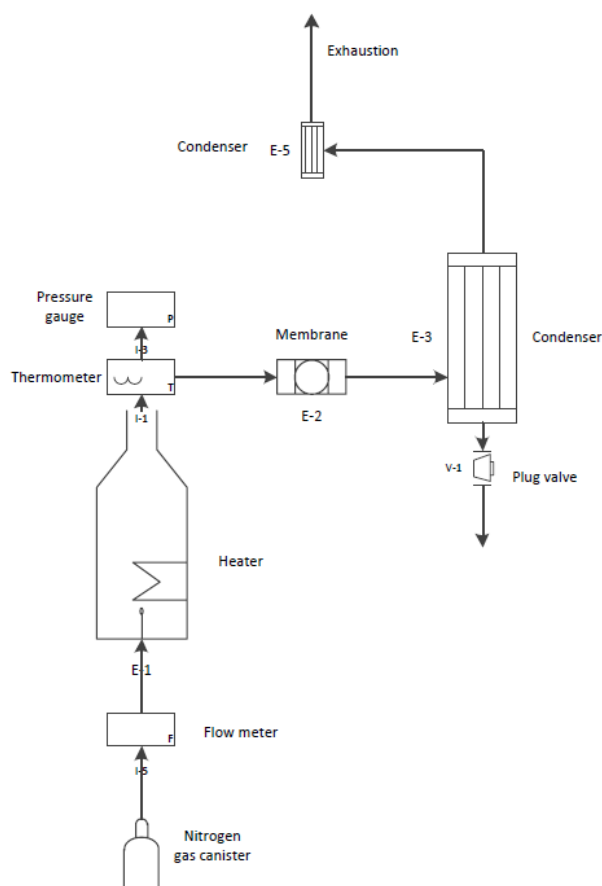 Exhaustion
Condenser
E-5
Pressure
gauge
P
I-3
Membrane
E-3
Condenser
Thermometer
T
E-2
I-1
V-1
Plug valve
Heater
E-1
Flow meter
F
I-5
Nitrogen
gas canister